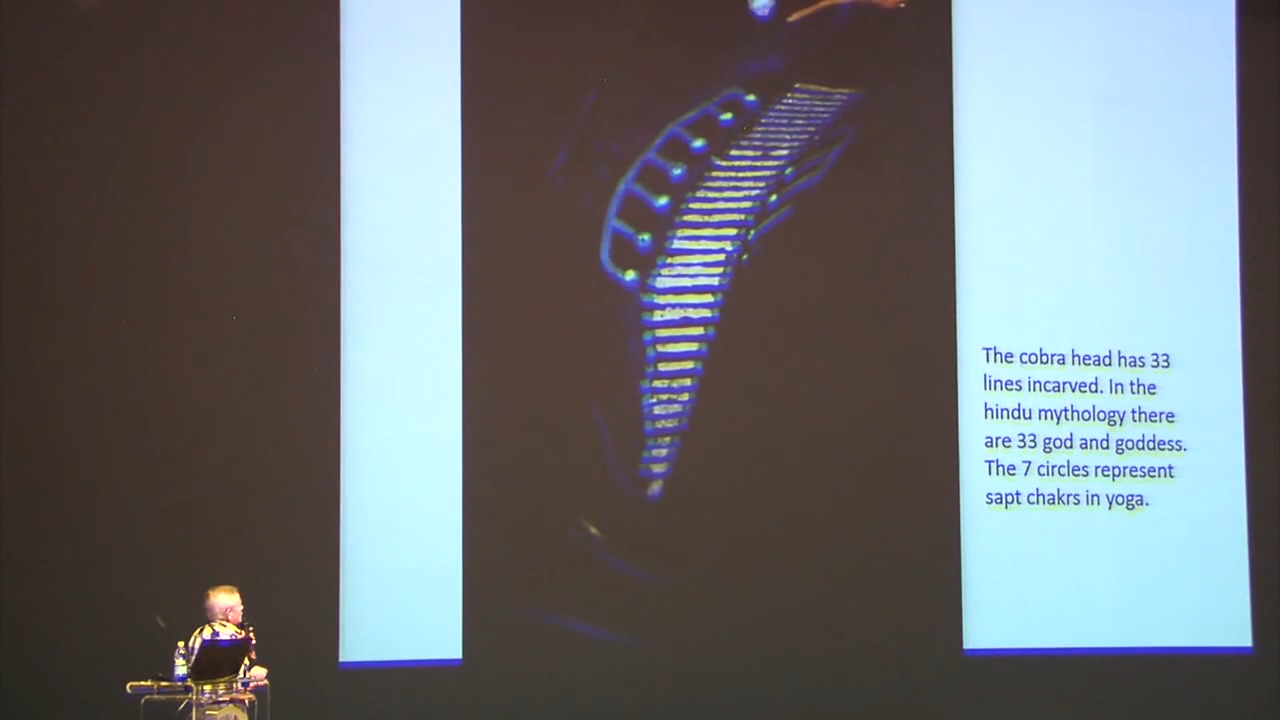 The cobra head has 33
lines incarved. In the
hindu mythology there
are 33 god and goddess.
The 7 circles represent
sapt chakrs in yoga.